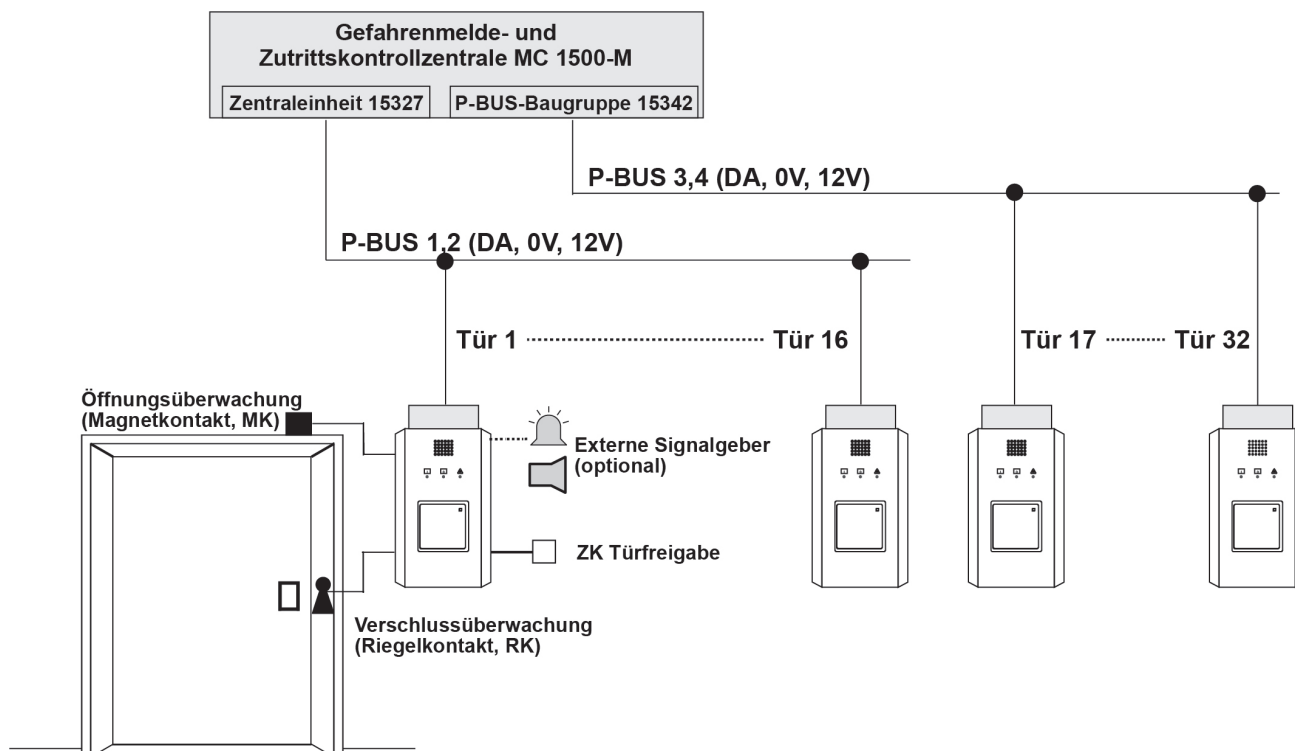 Gefahrenmelde- und
Zutrittskontrollzentrale MC 1500-M
Zentraleinheit 15327
P-BUS-Baugruppe 15342
P-BUS 3,4 (DA, 0V, 12V)
P-BUS 1,2 (DA, 0V, 12V)
Tür 1
Tür 16
Tür 17
Tür 32
Öffnungsüberwachung
(Magnetkontakt, MK)
Externe Signalgeber
(optional)
ZK Türfreigabe
Verschlussüberwachung
(Riegelkontakt, RK)